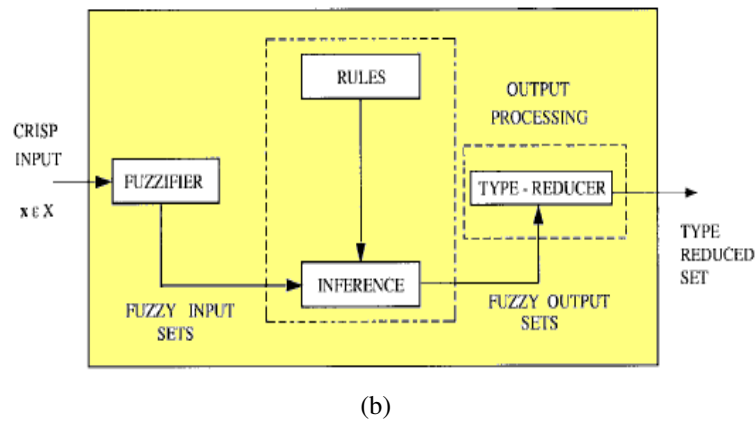 CRISP
INPUT
x ε X
FUZZIFIER
FUZZY INPUT
SETS
RULES
INFERENCE
OUTPUT
PROCESSING
TYPE - REDUCER
FUZZY OUTPUT
SETS
TYPE
REDUCED
SET
(b)